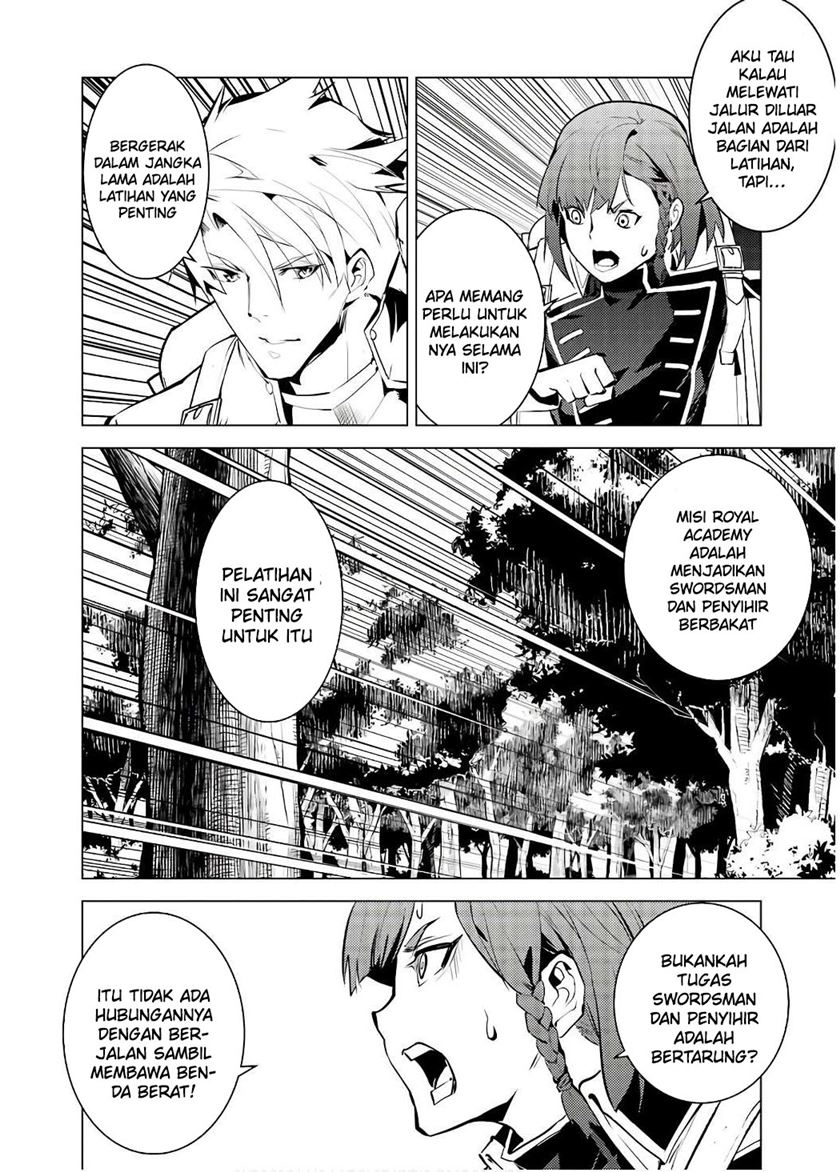 AKU TAU
KALAU
MELEWATI
JALUR DILUAR
JALAN ADALAH
BAGIAN DARI
LATIHAN,
TAPI...
APA MEMANG
PERLU UNTUK
MELAKUKAN
NYA SELAMA
INI?
BERGERAK
DALAM JANGKA
LAMA ADALAH
LATIHAN YANG
PENTING
MISI ROYAL
ACADEMY
ADALAH
MENJADIKAN
SWORDSMAN
DAN PENYIHIR
BERBAKAT
PELATIHAN
INI SANGAT
PENTING
UNTUK ITU
BUKANKAH
TUGAS
SWORDSMAN
DAN PENYIHIR
ADALAH
BERTARUNG?
ITU TIDAK ADA
HUBUNGANNYA
DENGAN BER-
JALAN SAMBIL
MEMBAWA BEN-
DA BERAT!